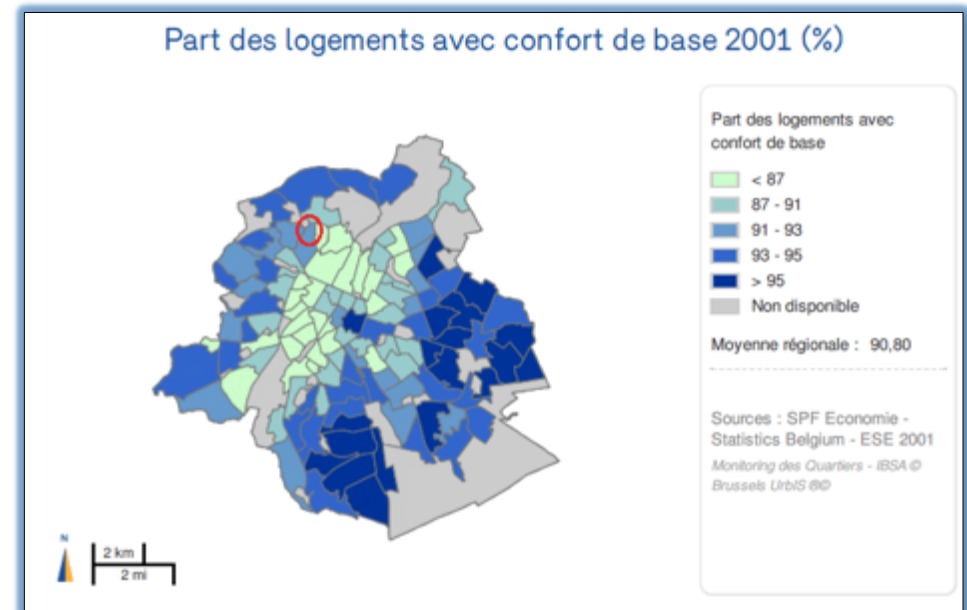 Part des logements avec confort de base 2001 (%)
Part des logements avec
confort de base
< 87
87 - 91
91 - 93
93 - 95
> 95
Non disponible
Moyenne régionale : 90,80
Sources : SPF Economie -
Statistics Belgium - ESE 2001
Monitoring des Quartiers - IBSA ©
Brussels UrbIS ®©
N
2 km
2 mi